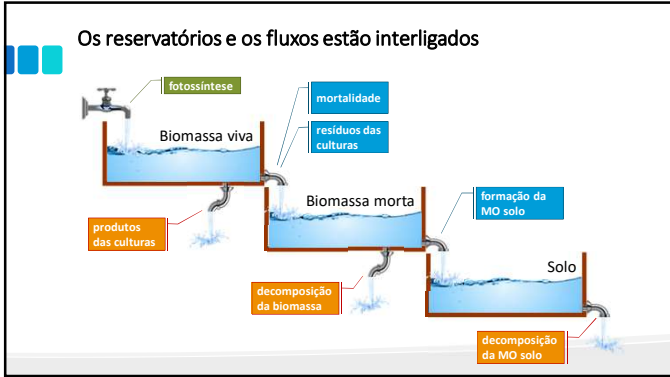 Os reservatórios e os fluxos estão interligados
fotossíntese
mortalidade
resíduos das
culturas
Biomassa viva
Biomassa morta
formação da
MO solo
produtos
das culturas
Solo
decomposição
da biomassa
decomposição
da MO solo